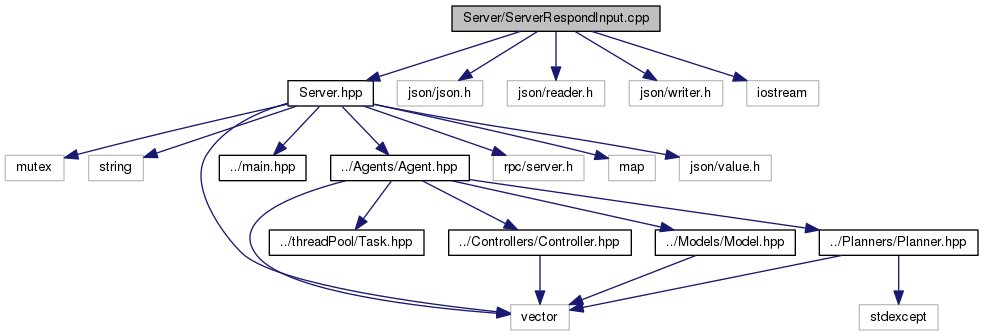 Server/ServerRespondInput.cpp
Server.hpp
json/json.h
json/reader.h
json/writer.h
iostream
mutex
string
../main.hpp
../Agents/Agent.hpp
rpc/server.h
map
json/value.h
../threadPool/Task.hpp
../Controllers/Controller.hpp
../Models/Model.hpp
../Planners/Planner.hpp
vector
stdexcept